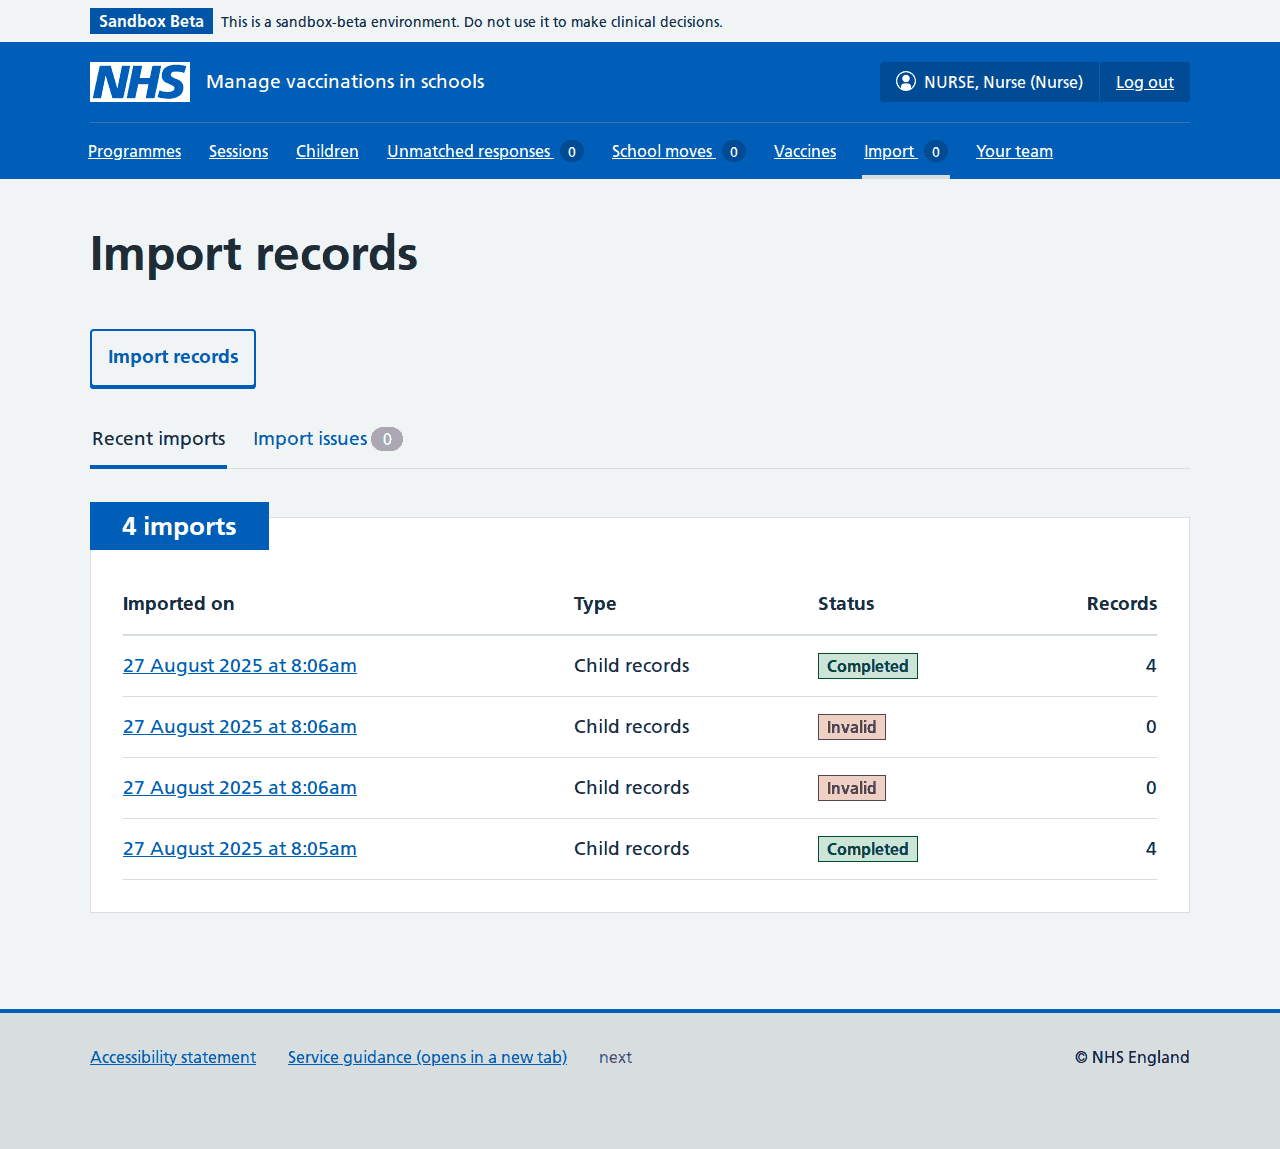 Sandbox Beta This is a sandbox-beta environment. Do not use it to make clinical decisions.
NHS Manage vaccinations in schools NURSE, Nurse (Nurse) Log out
Programmes Sessions Children Unmatched responses 0 School moves 0 Vaccines Import 0 Your team
Import records
Import records
Recent imports Import issues 0
4 imports
Imported on Type Status Records
27 August 2025 at 8:06am Child records Completed 4
27 August 2025 at 8:06am Child records Invalid 0
27 August 2025 at 8:06am Child records Invalid 0
27 August 2025 at 8:05am Child records Completed 4
Accessibility statement Service guidance (opens in a new tab) next © NHS England